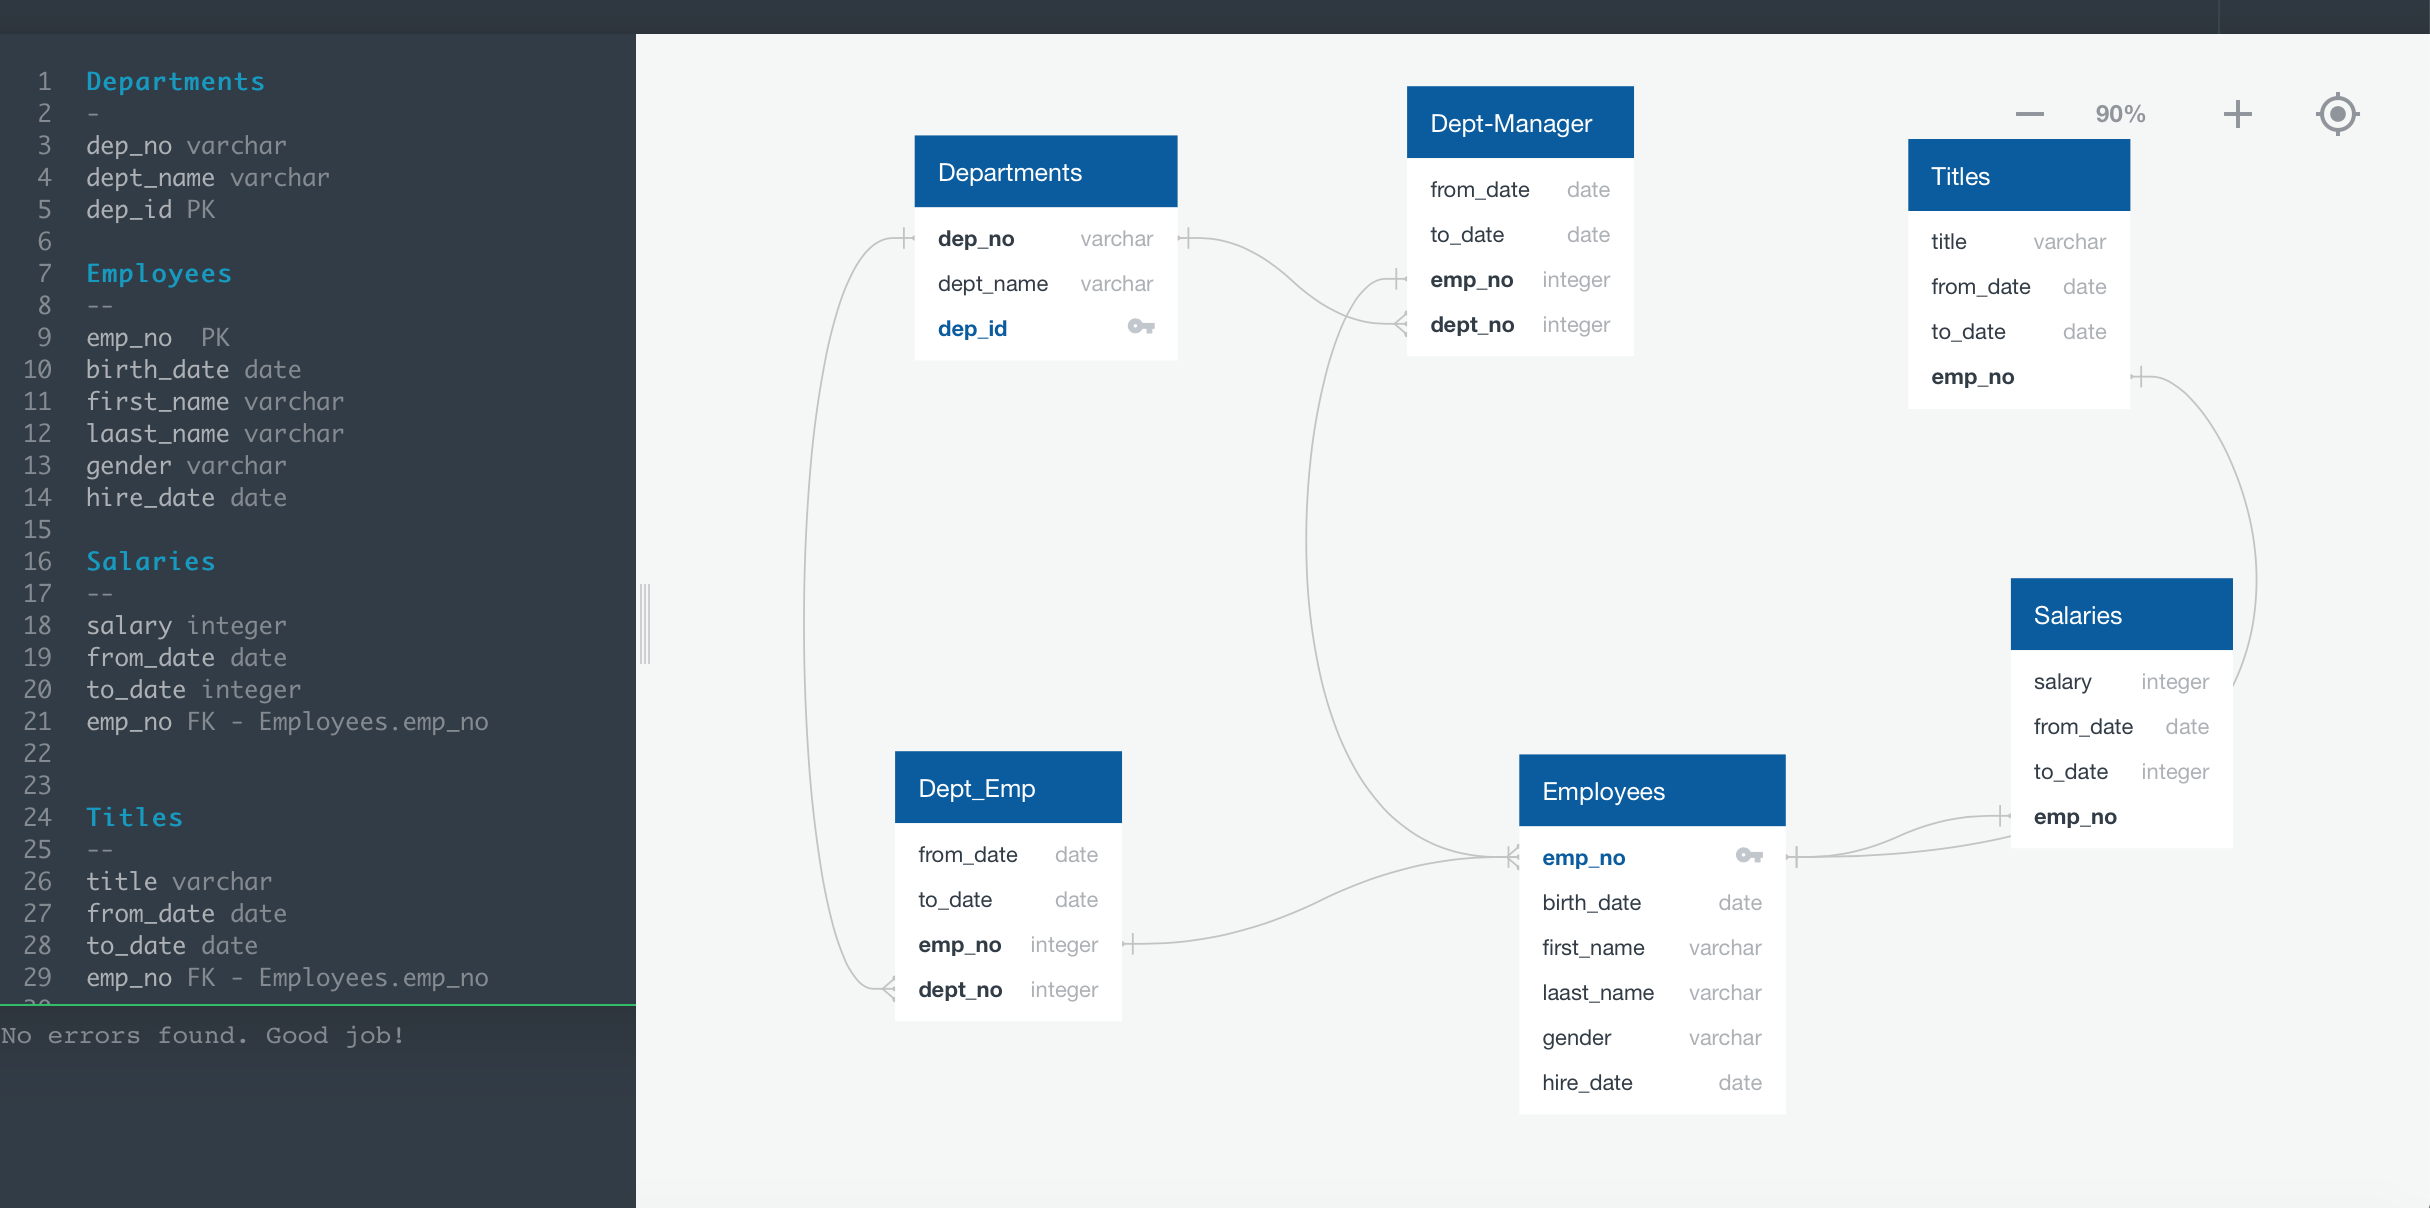 1 Departments
2 -
3 dep_no varchar
4 dept_name varchar
5 dep_id PK
6
7 Employees
8 --
9 emp_no  PK
10 birth_date date
11 first_name varchar
12 laast_name varchar
13 gender varchar
14 hire_date date
15
16 Salaries
17 --
18 salary integer
19 from_date date
20 to_date integer
21 emp_no FK - Employees.emp_no
22
23
24 Titles
25 --
26 title varchar
27 from_date date
28 to_date date
29 emp_no FK - Employees.emp_no
No errors found. Good job!
90%
Departments
dep_no varchar
dept_name varchar
dep_id
Dept-Manager
from_date date
to_date date
emp_no integer
dept_no integer
Titles
title varchar
from_date date
to_date date
emp_no
Salaries
salary integer
from_date date
to_date integer
emp_no
Dept_Emp
from_date date
to_date date
emp_no integer
dept_no integer
Employees
emp_no
birth_date date
first_name varchar
laast_name varchar
gender varchar
hire_date date